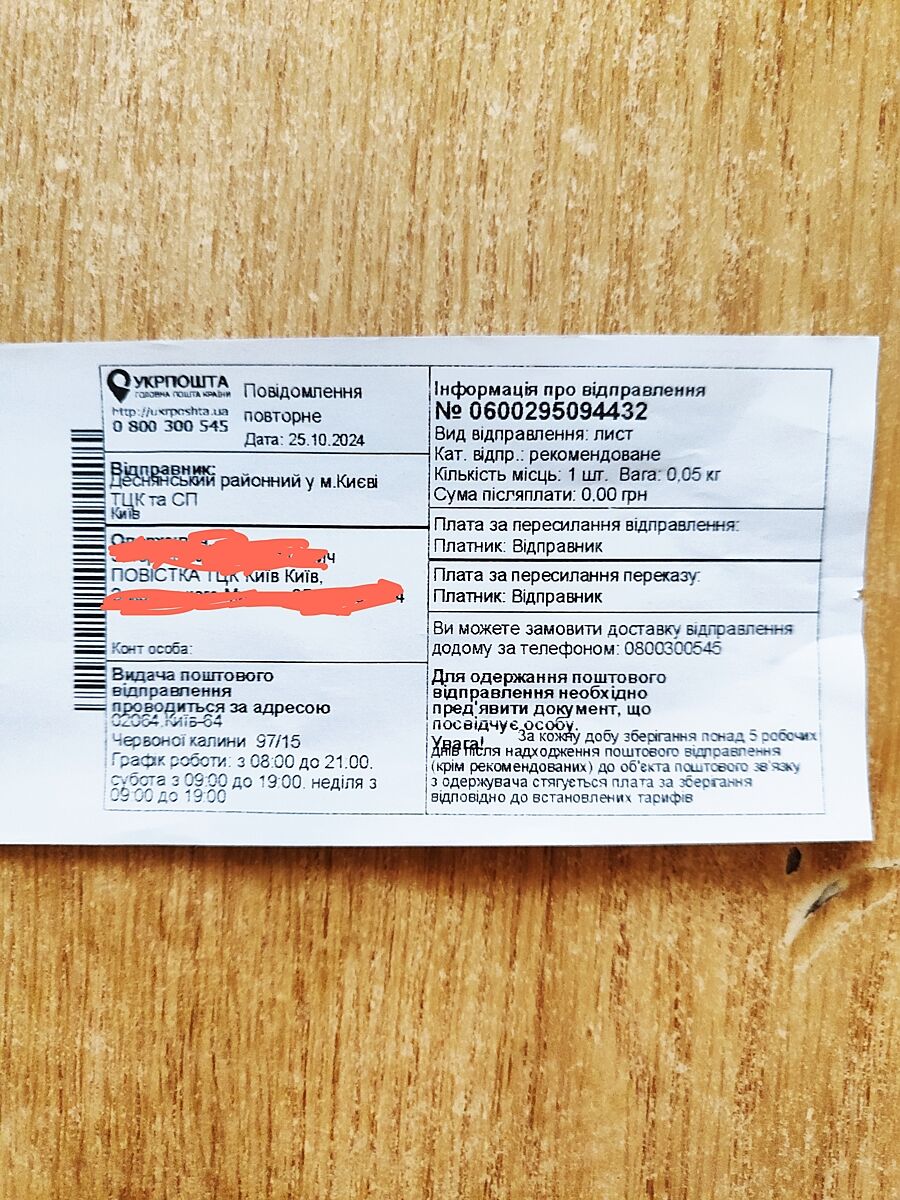 УКРПОШТА
ГОЛОВНА ПОШТА КРАЇНИ
http://ukrposhta.ua
0 800 300 545
Повідомлення
повторне
Дата: 25.10.2024
Відправник:
Деснянський районний у м.Києві
ТЦК та СП
Київ
ПОВІСТКА ТЦК Київ Київ,
Конт особа:
Видача поштового
відправлення
проводиться за адресою
02064,Київ-64
Червоної калини 97/15
Графік роботи: з 08:00 до 21:00.
субота з 09:00 до 19:00. неділя з
09:00 до 19:00
Інформація про відправлення
№ 0600295094432
Вид відправлення: лист
Кат. відпр.: рекомендоване
Кількість місць: 1 шт. Вага: 0,05 кг
Сума післяплати: 0,00 грн
Плата за пересилання відправлення:
Платник: Відправник
Плата за пересилання переказу:
Платник: Відправник
Ви можете замовити доставку відправлення
додому за телефоном: 0800300545
Для одержання поштового
відправлення необхідно
пред'явити документ, що
посвідчує особу.
Увага! За кожну добу зберігання понад 5 робочих
днів після надходження поштового відправлення
(крім рекомендованих) до об'єкта поштового зв'язку
з одержувача стягується плата за зберігання
відповідно до встановлених тарифів